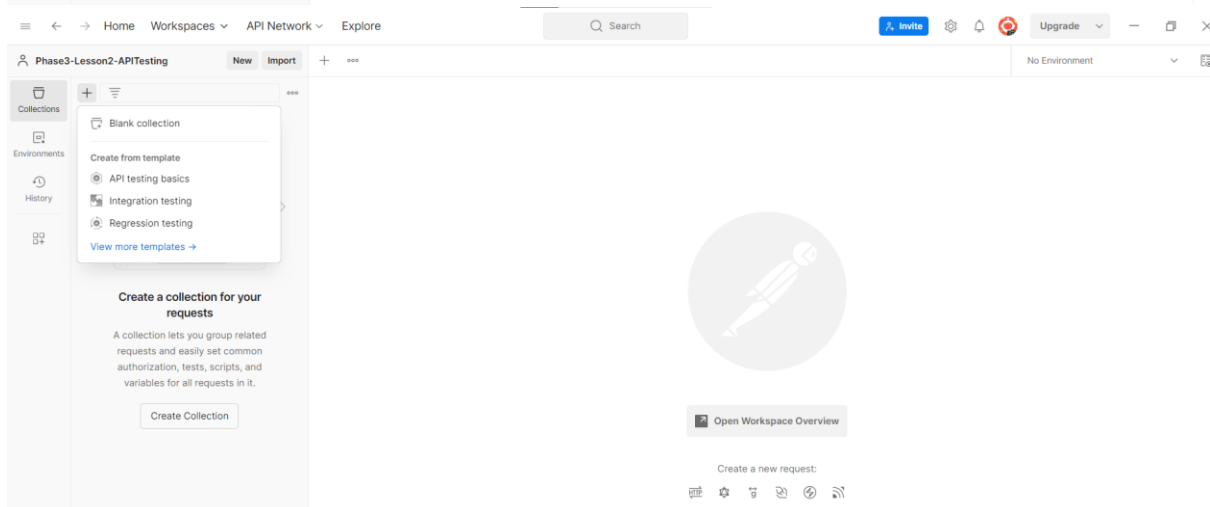 Home Workspaces API Network Explore
Search
Invite
Upgrade
Phase3-Lesson2-APITesting
New Import
No Environment
Collections
Environments
History
Blank collection
Create from template
API testing basics
Integration testing
Regression testing
View more templates →
Create a collection for your
requests
A collection lets you group related
requests and easily set common
authorization, tests, scripts, and
variables for all requests in it.
Create Collection
Open Workspace Overview
Create a new request:
HTTP
g